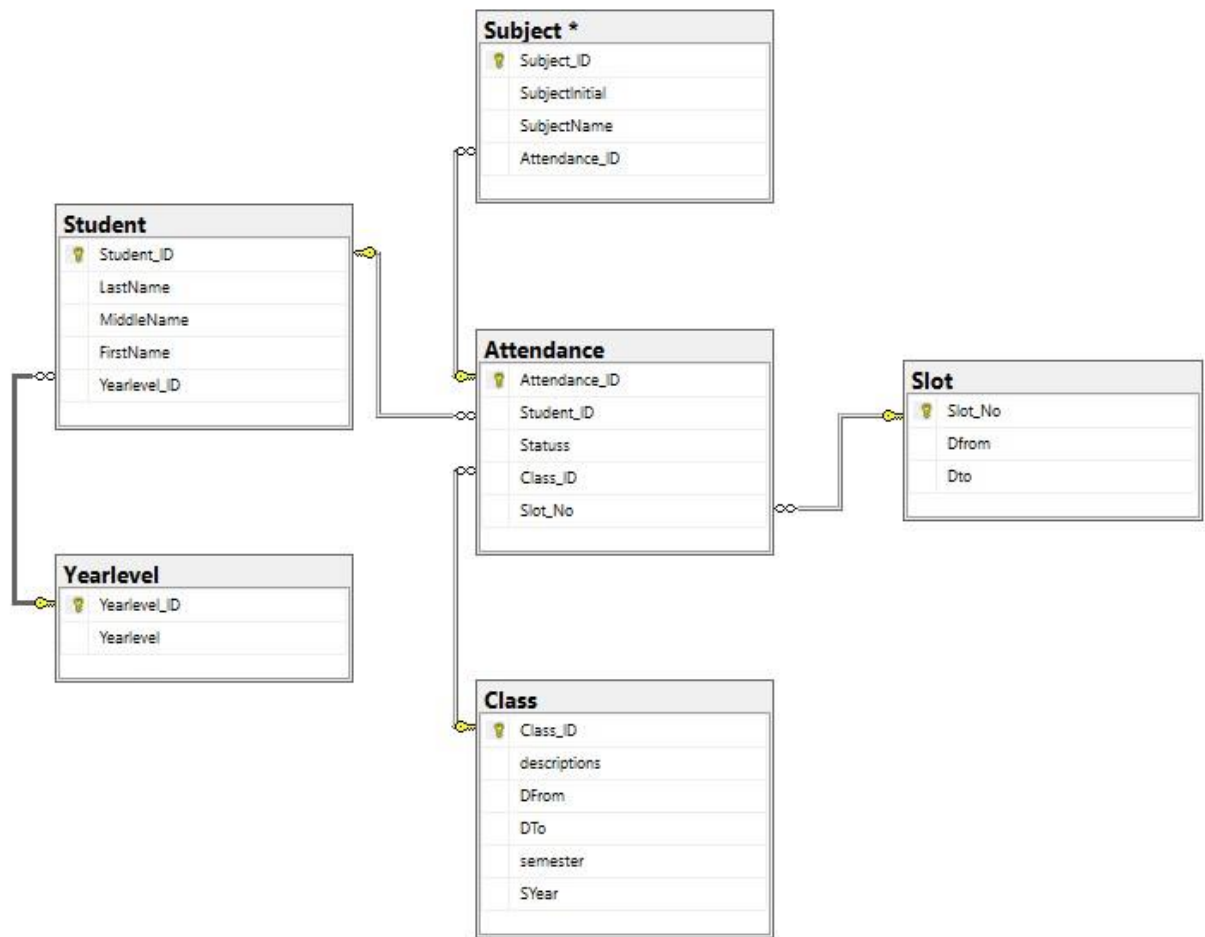 Subject *
Subject_ID
SubjectInitial
SubjectName
Attendance_ID
Student
Student_ID
LastName
MiddleName
FirstName
Yearlevel_ID
Attendance
Attendance_ID
Student_ID
Statuss
Class_ID
Slot_No
Slot
Slot_No
Dfrom
Dto
Yearlevel
Yearlevel_ID
Yearlevel
Class
Class_ID
descriptions
DFrom
DTo
semester
SYear